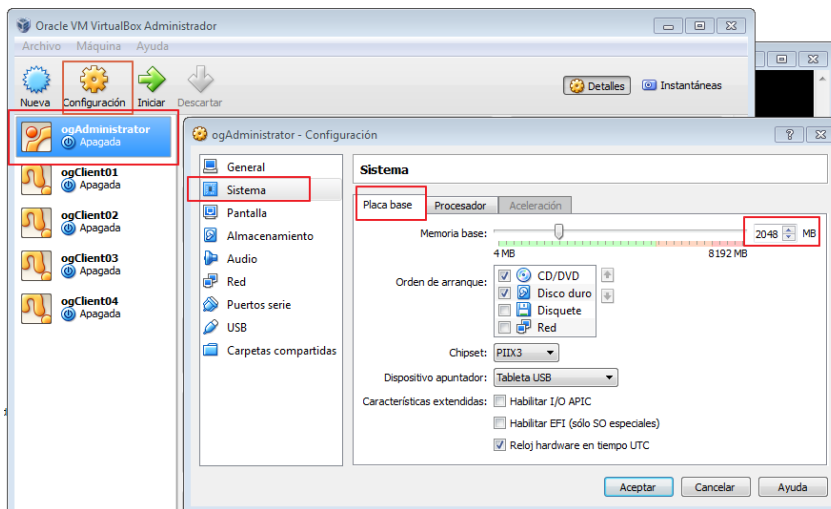 Oracle VM VirtualBox Administrador
Archivo Máquina Ayuda
Nueva Configuración Iniciar Descartar
Detalles Instantáneas
ogAdministrator
Apagada
ogClient01
Apagada
ogClient02
Apagada
ogClient03
Apagada
ogClient04
Apagada
ogAdministrator - Configuración
General
Sistema
Pantalla
Almacenamiento
Audio
Red
Puertos serie
USB
Carpetas compartidas
Sistema
Placa base Procesador Aceleración
Memoria base: 2048 MB
4 MB 8192 MB
Orden de arranque: CD/DVD
Disco duro
Disquete
Red
Chipset: PIIX3
Dispositivo apuntador: Tableta USB
Características extendidas: Habilitar I/O APIC
Habilitar EFI (sólo SO especiales)
Reloj hardware en tiempo UTC
Aceptar Cancelar Ayuda